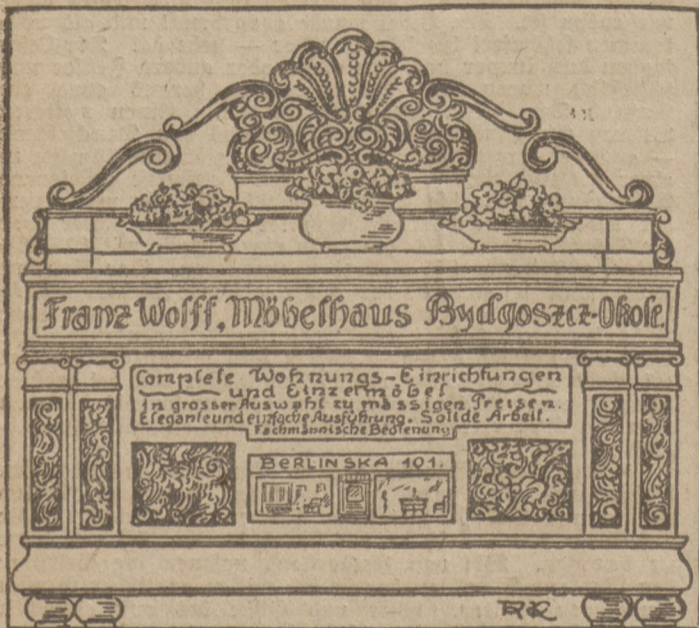 Franz Wolff, Möbelhaus Bydgoszcz-Okole.
Complete Wohnungs-Einrichtungen
und Einzelmöbel
in grosser Auswahl zu mässigen Preisen.
Elegante und einfache Ausführung. Solide Arbeit.
Fachmännische Bedienung
BERLINSKA 101.